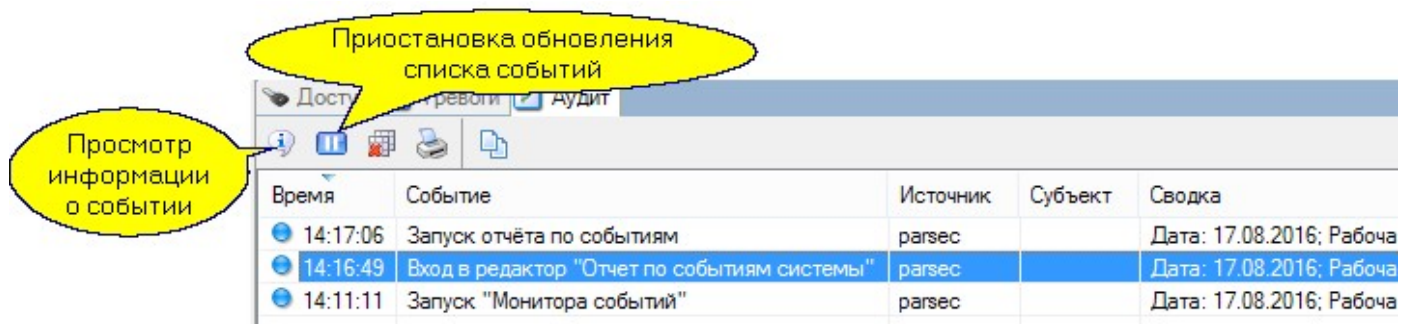 Приостановка обновления
списка событий
Аудит
Просмотр
информации
о событии
Время Событие Источник Субъект Сводка
14:17:06 Запуск отчёта по событиям parsec Дата: 17.08.2016; Рабоча
14:16:49 Вход в редактор "Отчет по событиям системы" parsec Дата: 17.08.2016; Рабоча
14:11:11 Запуск "Монитора событий" parsec Дата: 17.08.2016; Рабоча